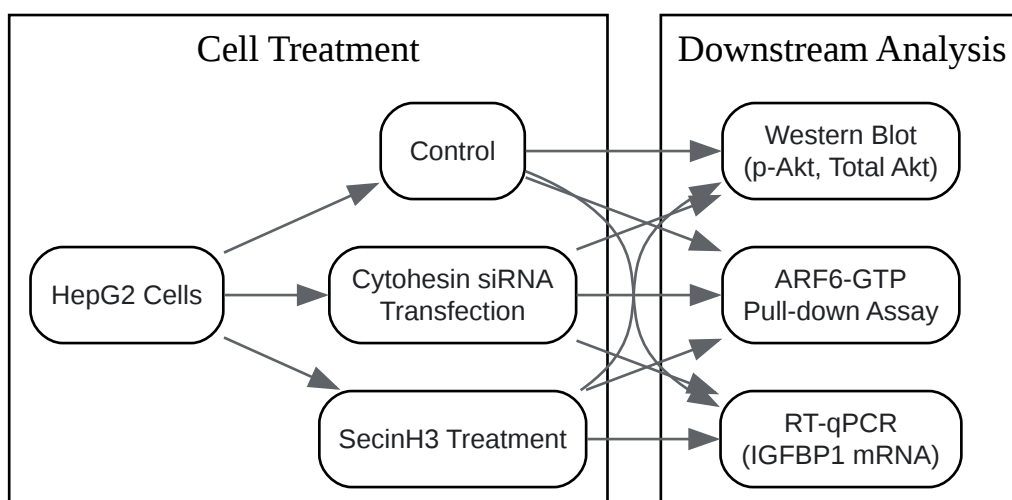 Cell Treatment
Downstream Analysis
Control
Western Blot
(p-Akt, Total Akt)
HepG2 Cells
Cytohesin siRNA
Transfection
ARF6-GTP
Pull-down Assay
SecinH3 Treatment
RT-qPCR
(IGFBP1 mRNA)